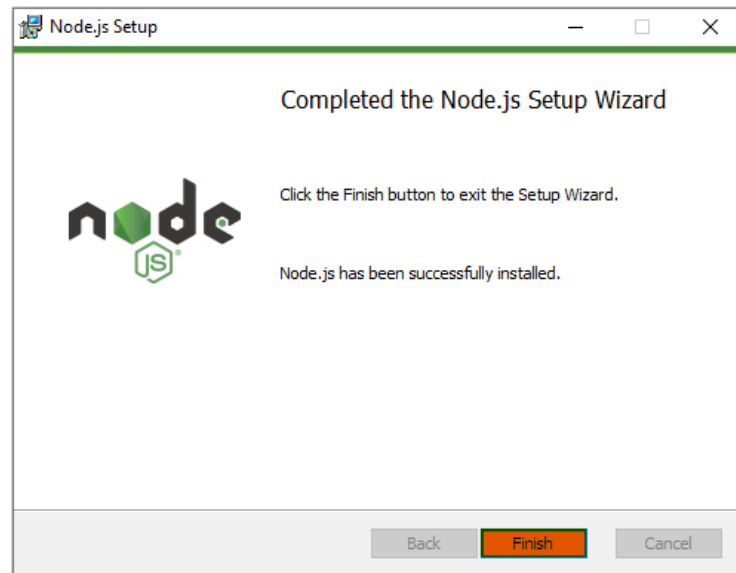 Node.js Setup
Completed the Node.js Setup Wizard
Click the Finish button to exit the Setup Wizard.
node
JS
Node.js has been successfully installed.
Back Finish Cancel